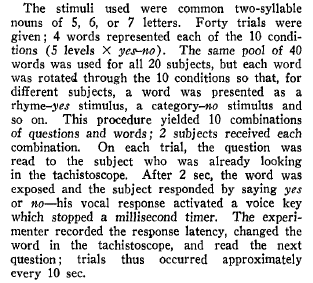 The stimuli used were common two-syllable
nouns of 5, 6, or 7 letters. Forty trials were
given; 4 words represented each of the 10 condi-
tions (5 levels × yes–no). The same pool of 40
words was used for all 20 subjects, but each word
was rotated through the 10 conditions so that, for
different subjects, a word was presented as a
rhyme–yes stimulus, a category–no stimulus and
so on. This procedure yielded 10 combinations
of questions and words; 2 subjects received each
combination. On each trial, the question was
read to the subject who was already looking
in the tachistoscope. After 2 sec, the word was
exposed and the subject responded by saying yes
or no—his vocal response activated a voice key
which stopped a millisecond timer. The experi-
menter recorded the response latency, changed the
word in the tachistoscope, and read the next
question; trials thus occurred approximately
every 10 sec.